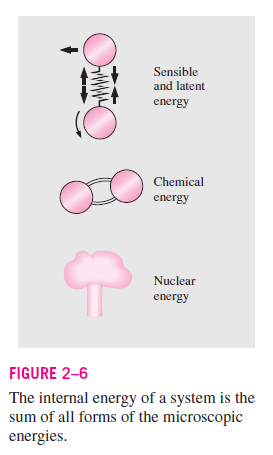 Sensible
and latent
energy
Chemical
energy
Nuclear
energy
FIGURE 2–6
The internal energy of a system is the
sum of all forms of the microscopic
energies.